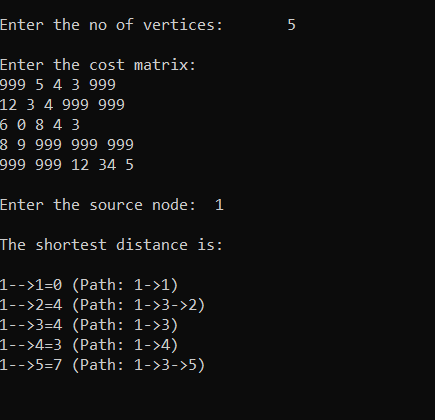 Enter the no of vertices: 5
Enter the cost matrix:
999 5 4 3 999
12 3 4 999 999
6 0 8 4 3
8 9 999 999 999
999 999 12 34 5
Enter the source node: 1
The shortest distance is:
1-->1=0 (Path: 1->1)
1-->2=4 (Path: 1->3->2)
1-->3=4 (Path: 1->3)
1-->4=3 (Path: 1->4)
1-->5=7 (Path: 1->3->5)